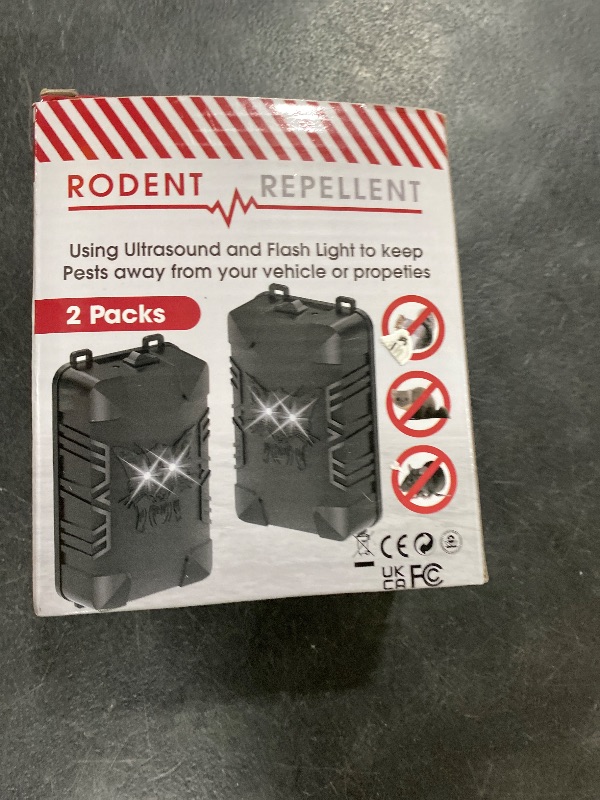 RODENT REPELLENT
Using Ultrasound and Flash Light to keep
Pests away from your vehicle or propeties
2 Packs
CE
UK
CA FC